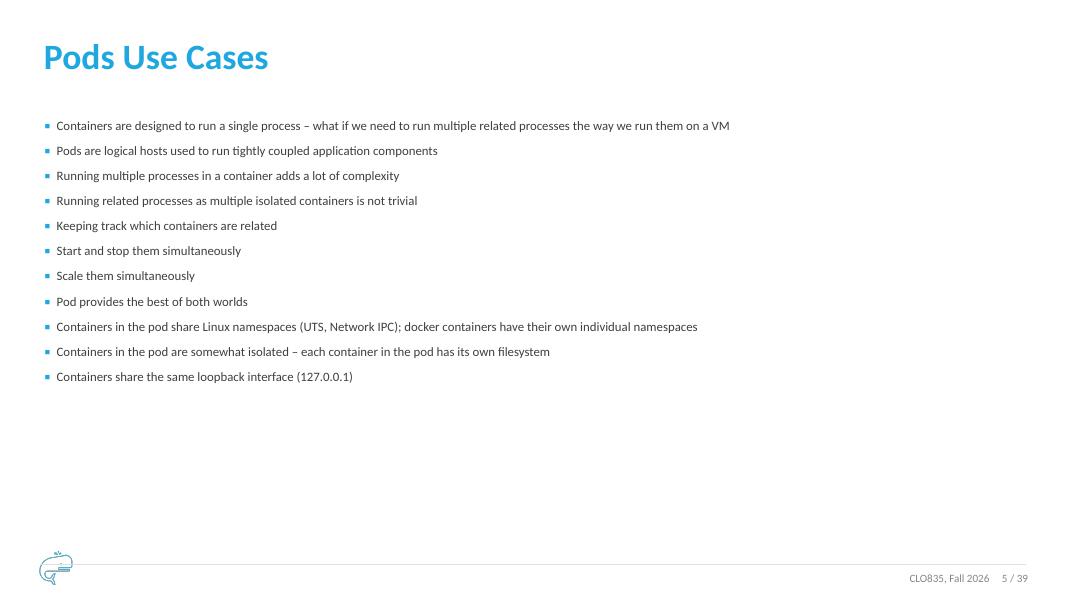 Pods Use Cases
Containers are designed to run a single process – what if we need to run multiple related processes the way we run them on a VM
Pods are logical hosts used to run tightly coupled application components
Running multiple processes in a container adds a lot of complexity
Running related processes as multiple isolated containers is not trivial
Keeping track which containers are related
Start and stop them simultaneously
Scale them simultaneously
Pod provides the best of both worlds
Containers in the pod share Linux namespaces (UTS, Network IPC); docker containers have their own individual namespaces
Containers in the pod are somewhat isolated – each container in the pod has its own filesystem
Containers share the same loopback interface (127.0.0.1)
CLO835, Fall 2026 5 / 39